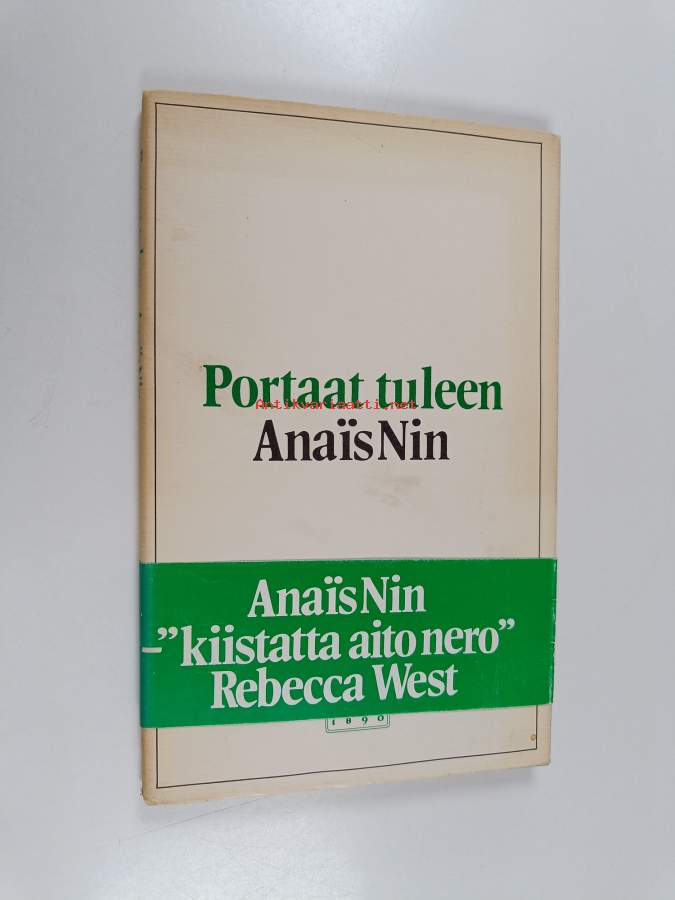 Portaat tuleen
Antikvariaatti.net
Anaïs Nin
Anaïs Nin
–”kiistatta aito nero”
Rebecca West
1890